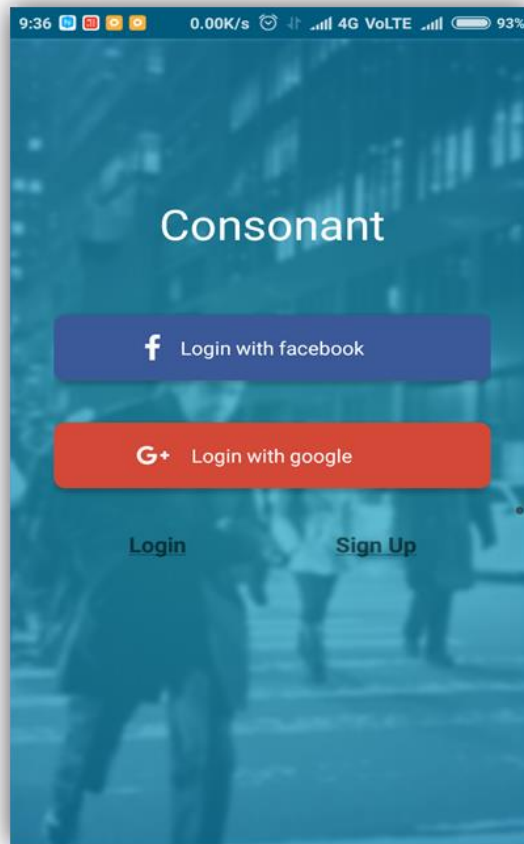 9:36 0.00K/s 4G VoLTE 93%
Consonant
f Login with facebook
G+ Login with google
Login Sign Up